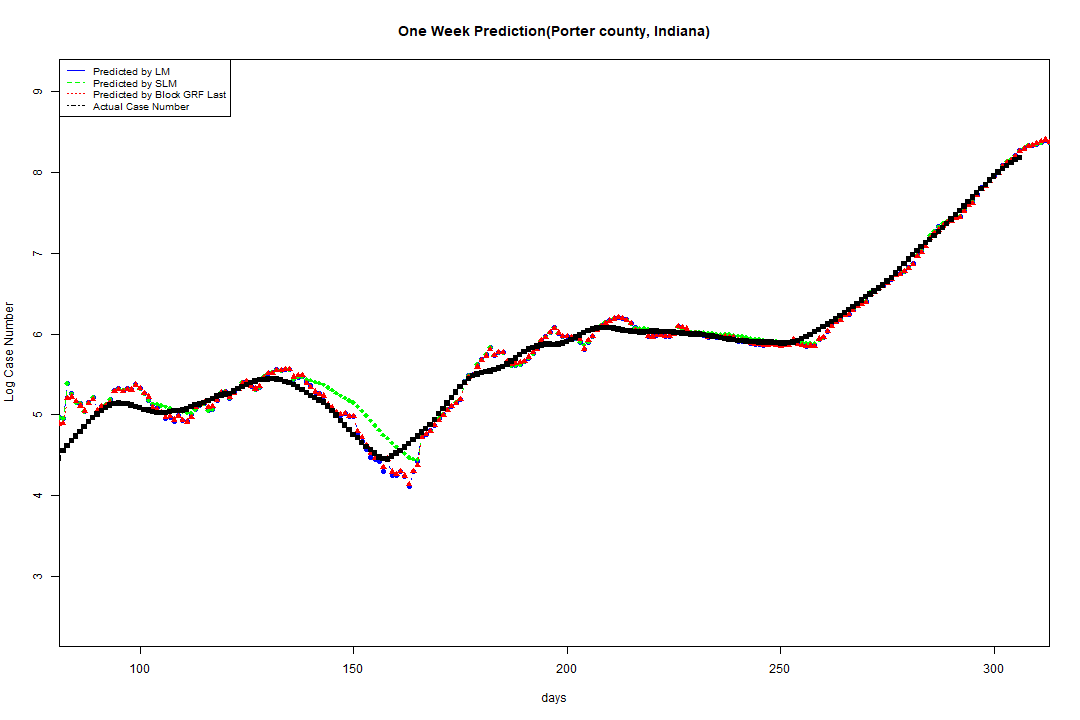 One Week Prediction(Porter county, Indiana)
Predicted by LM
Predicted by SLM
Predicted by Block GRF Last
Actual Case Number
9
8
7
6
5
4
3
Log Case Number
100 150 200 250 300
days